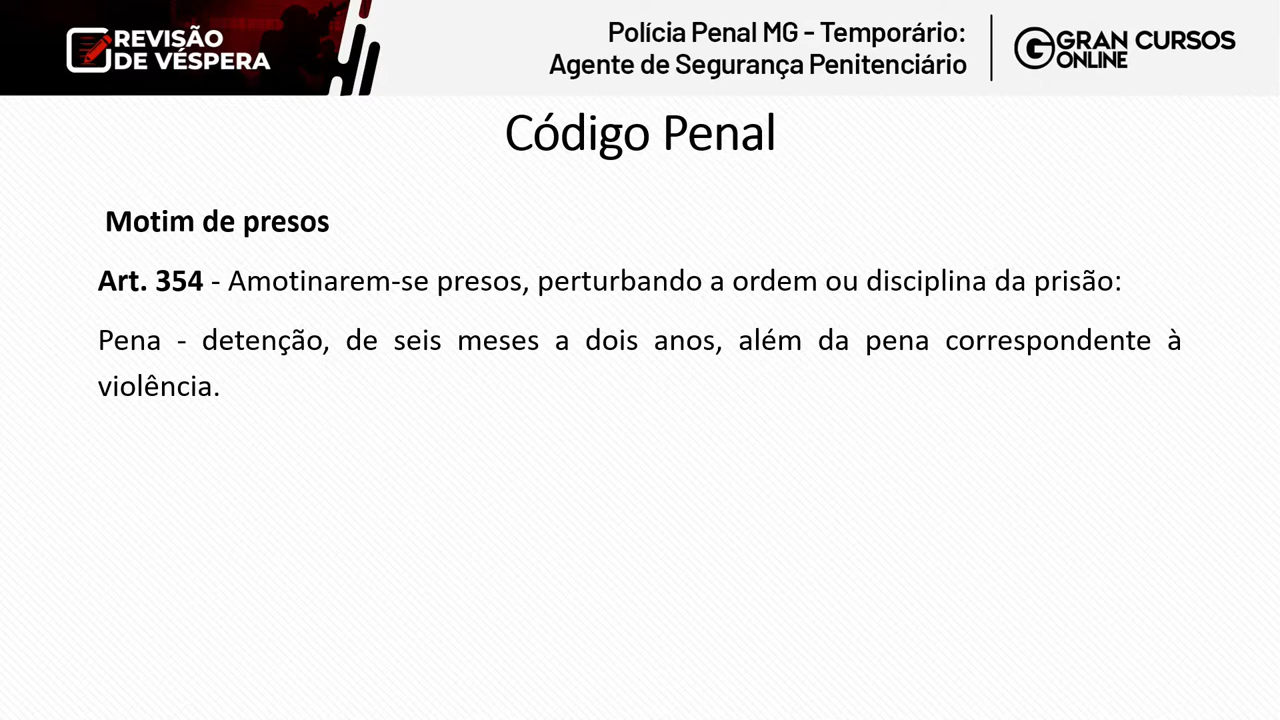 REVISÃO
DE VÉSPERA
Polícia Penal MG - Temporário:
Agente de Segurança Penitenciário
GRAN CURSOS
ONLINE
Código Penal
Motim de presos
Art. 354 - Amotinarem-se presos, perturbando a ordem ou disciplina da prisão:
Pena - detenção, de seis meses a dois anos, além da pena correspondente à
violência.